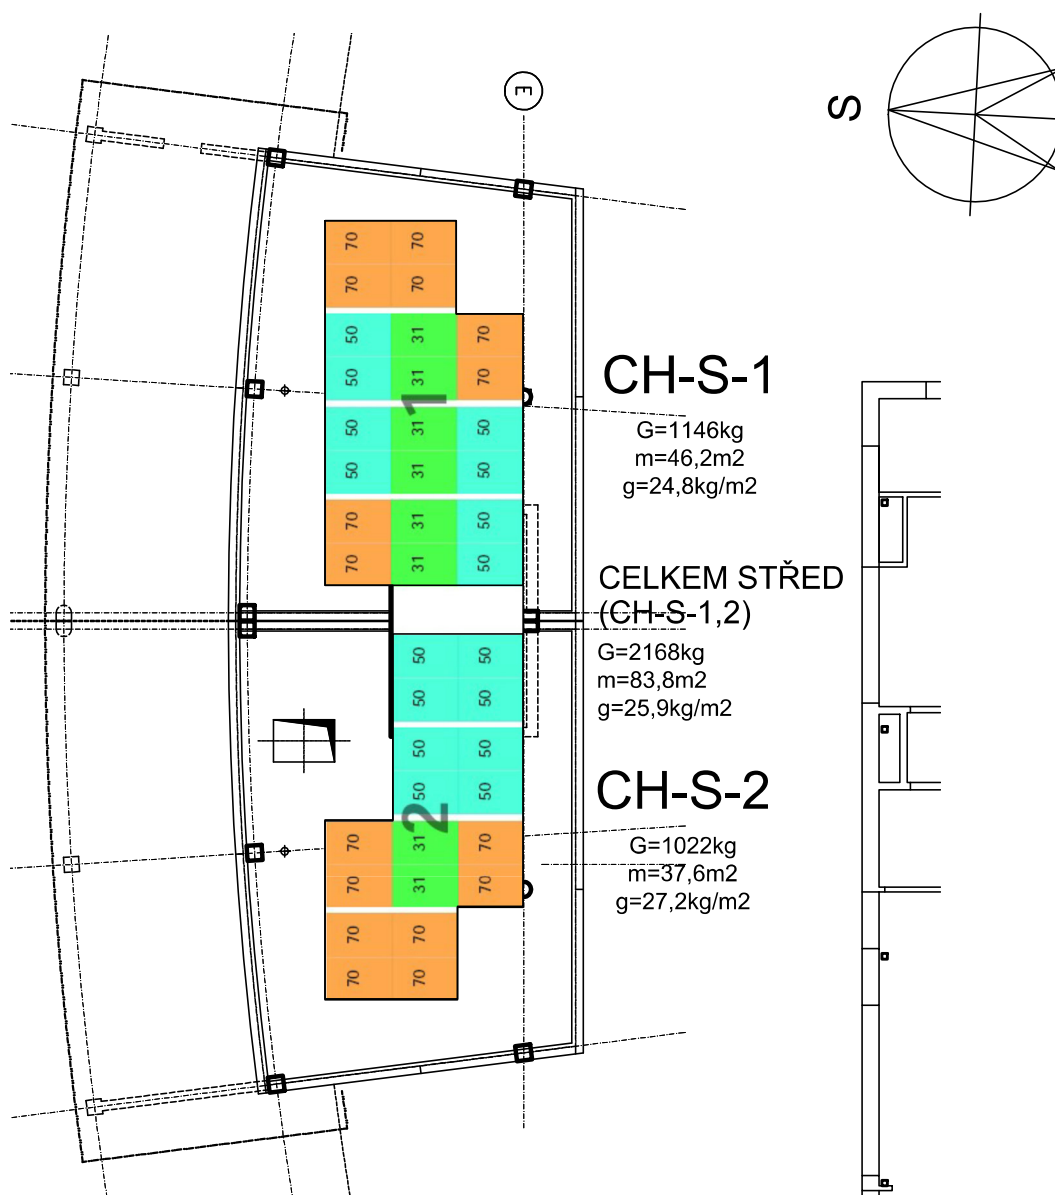 E
S
70 70
70 70
50 31 70
50 31 70
1
50 31 50
50 31 50
70 31 50
70 31 50
CH-S-1
G=1146kg
m=46,2m2
g=24,8kg/m2
CELKEM STŘED
(CH-S-1,2)
G=2168kg
m=83,8m2
g=25,9kg/m2
50 50
50 50
50 50
50 50
2
CH-S-2
G=1022kg
m=37,6m2
g=27,2kg/m2
70 31 70
70 31 70
70 70
70 70